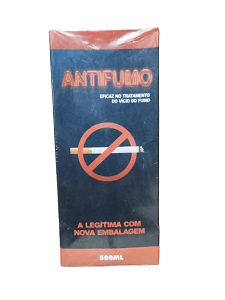 ANTIFUMO
EFICAZ NO TRATAMENTO
DO VÍCIO DO FUMO
A LEGÍTIMA COM
NOVA EMBALAGEM
500ML